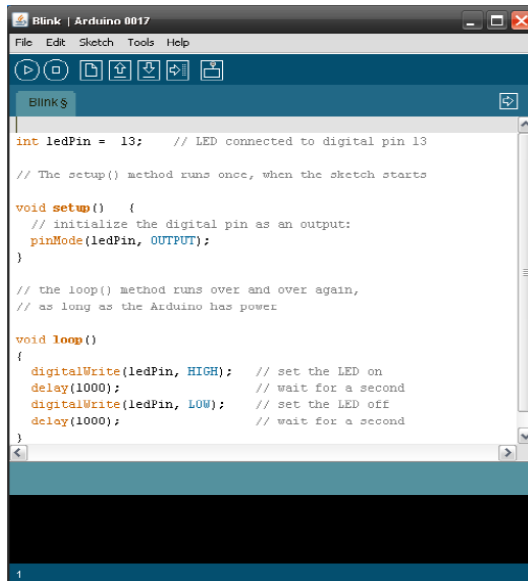 Blink | Arduino 0017
File Edit Sketch Tools Help
Blink §
int ledPin =  13;    // LED connected to digital pin 13
// The setup() method runs once, when the sketch starts
void setup()   {
  // initialize the digital pin as an output:
  pinMode(ledPin, OUTPUT);
}
// the loop() method runs over and over again,
// as long as the Arduino has power
void loop()
{
  digitalWrite(ledPin, HIGH);   // set the LED on
  delay(1000);                  // wait for a second
  digitalWrite(ledPin, LOW);    // set the LED off
  delay(1000);                  // wait for a second
}
1